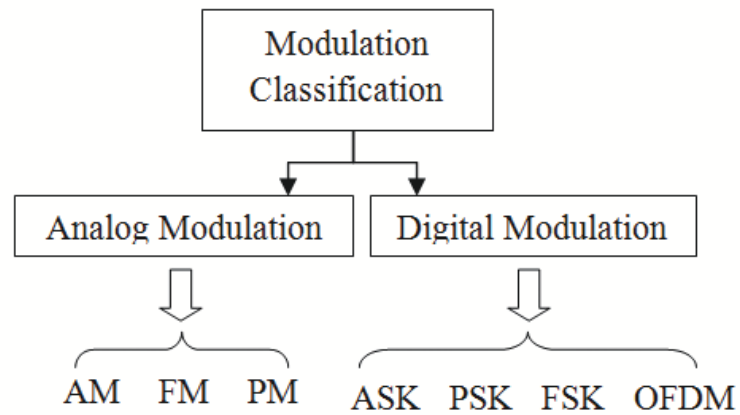 Modulation
Classification
Analog Modulation
Digital Modulation
AM FM PM
ASK PSK FSK OFDM